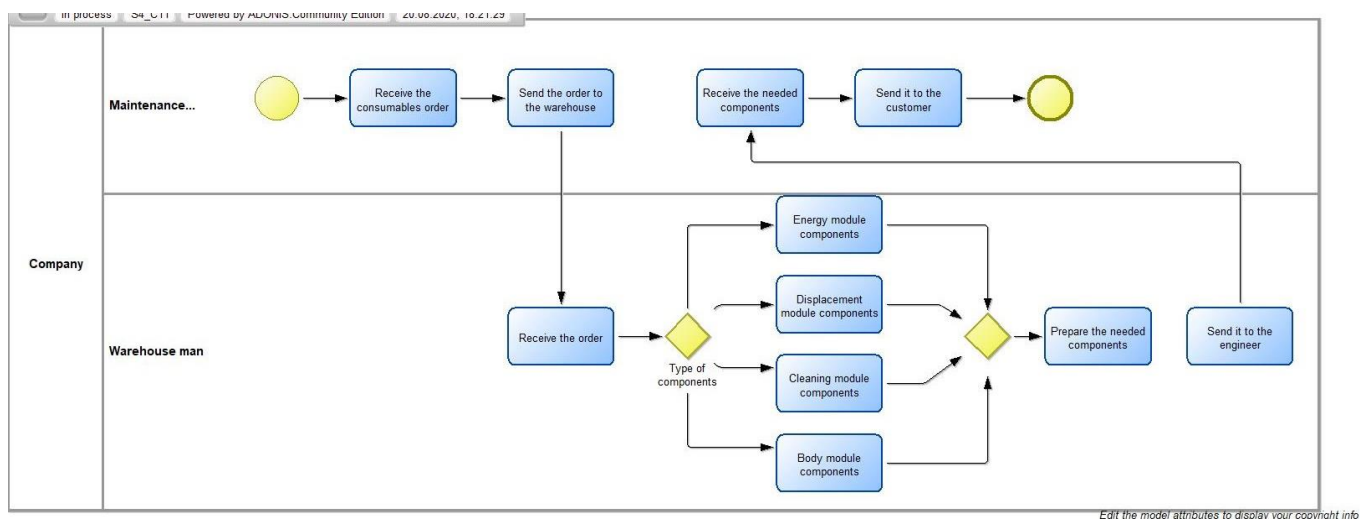 In process S4_C11 Powered by ADONIS:Community Edition 20.08.2020, 18:21:29
Maintenance...
Receive the
consumables order
Send the order to
the warehouse
Receive the needed
components
Send it to the
customer
Company
Warehouse man
Receive the order
Type of
components
Energy module
components
Displacement
module components
Cleaning module
components
Body module
components
Prepare the needed
components
Send it to the
engineer
Edit the model attributes to display your copyright info